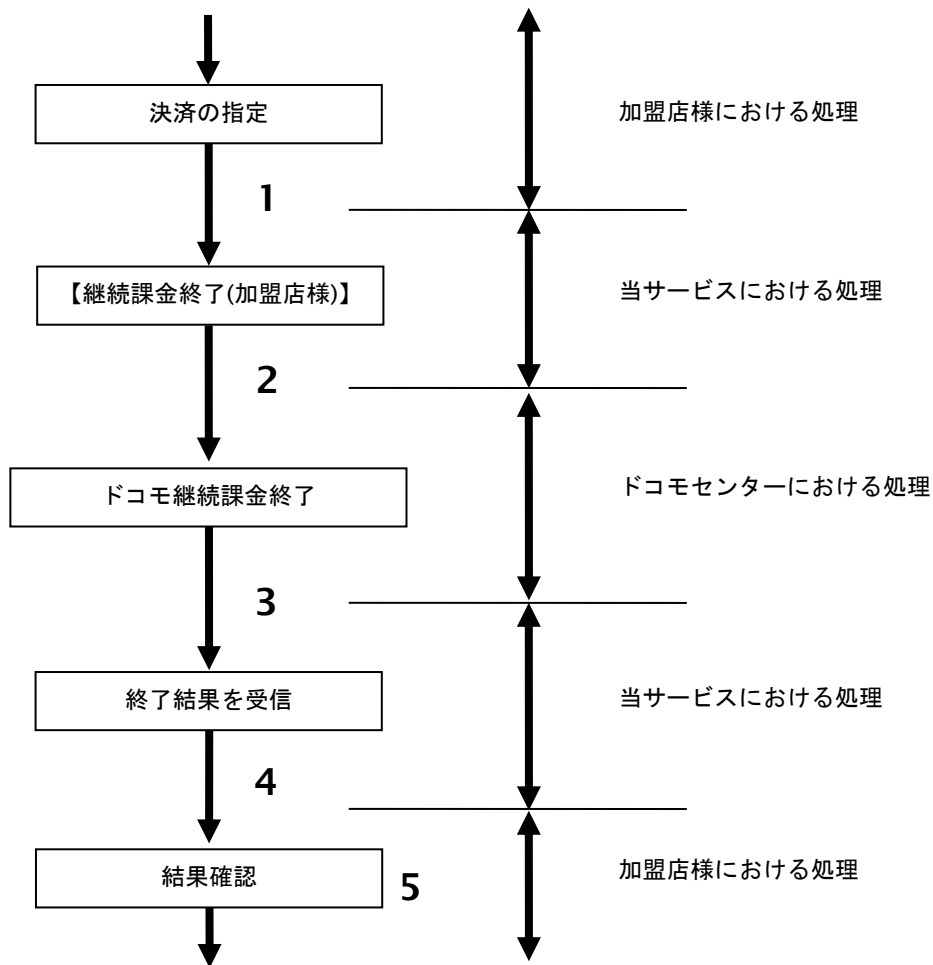 決済の指定
加盟店様における処理
1
【継続課金終了(加盟店様)】
当サービスにおける処理
2
ドコモ継続課金終了
ドコモセンターにおける処理
3
終了結果を受信
当サービスにおける処理
4
結果確認
5
加盟店様における処理